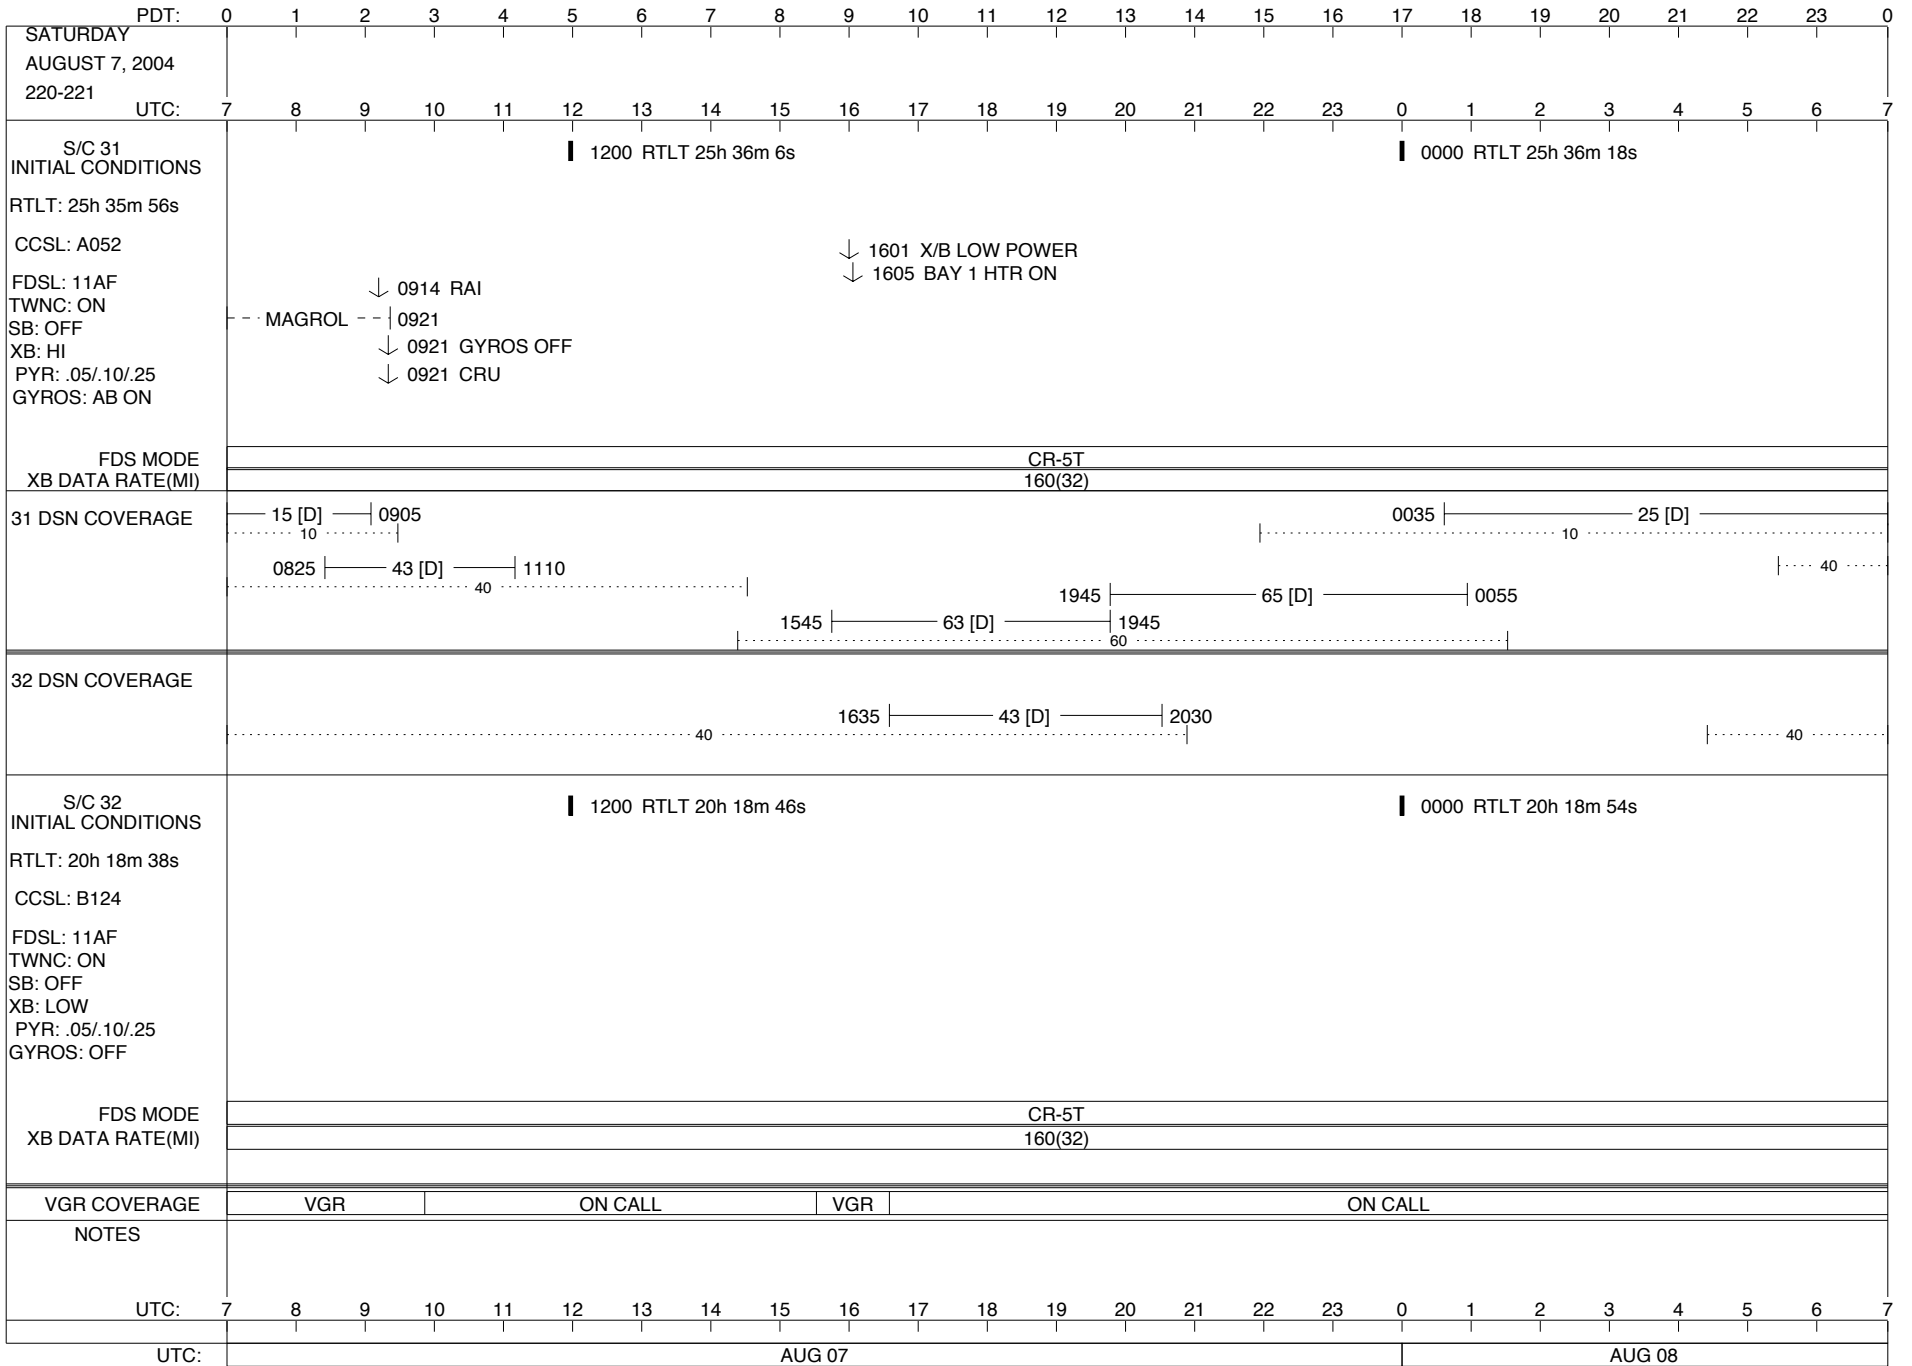 PDT: 0 1 2 3 4 5 6 7 8 9 10 11 12 13 14 15 16 17 18 19 20 21 22 23 0
SATURDAY
AUGUST 7, 2004
220-221
UTC: 7 8 9 10 11 12 13 14 15 16 17 18 19 20 21 22 23 0 1 2 3 4 5 6 7
S/C 31
INITIAL CONDITIONS
1200 RTLT 25h 36m 6s
0000 RTLT 25h 36m 18s
RTLT: 25h 35m 56s
CCSL: A052
1601 X/B LOW POWER
1605 BAY 1 HTR ON
FDSL: 11AF
0914 RAI
TWNC: ON
MAGROL 0921
SB: OFF
XB: HI
0921 GYROS OFF
PYR: .05/.10/.25
0921 CRU
GYROS: AB ON
FDS MODE CR-5T
XB DATA RATE(MI) 160(32)
31 DSN COVERAGE
15 [D] 0905
0035 25 [D]
10
10
0825 43 [D] 1110
40
40
1945 65 [D] 0055
1545 63 [D] 1945
60
32 DSN COVERAGE
1635 43 [D] 2030
40
40
S/C 32
INITIAL CONDITIONS
1200 RTLT 20h 18m 46s
0000 RTLT 20h 18m 54s
RTLT: 20h 18m 38s
CCSL: B124
FDSL: 11AF
TWNC: ON
SB: OFF
XB: LOW
PYR: .05/.10/.25
GYROS: OFF
FDS MODE CR-5T
XB DATA RATE(MI) 160(32)
VGR COVERAGE VGR ON CALL VGR ON CALL
NOTES
UTC: 7 8 9 10 11 12 13 14 15 16 17 18 19 20 21 22 23 0 1 2 3 4 5 6 7
UTC: AUG 07 AUG 08